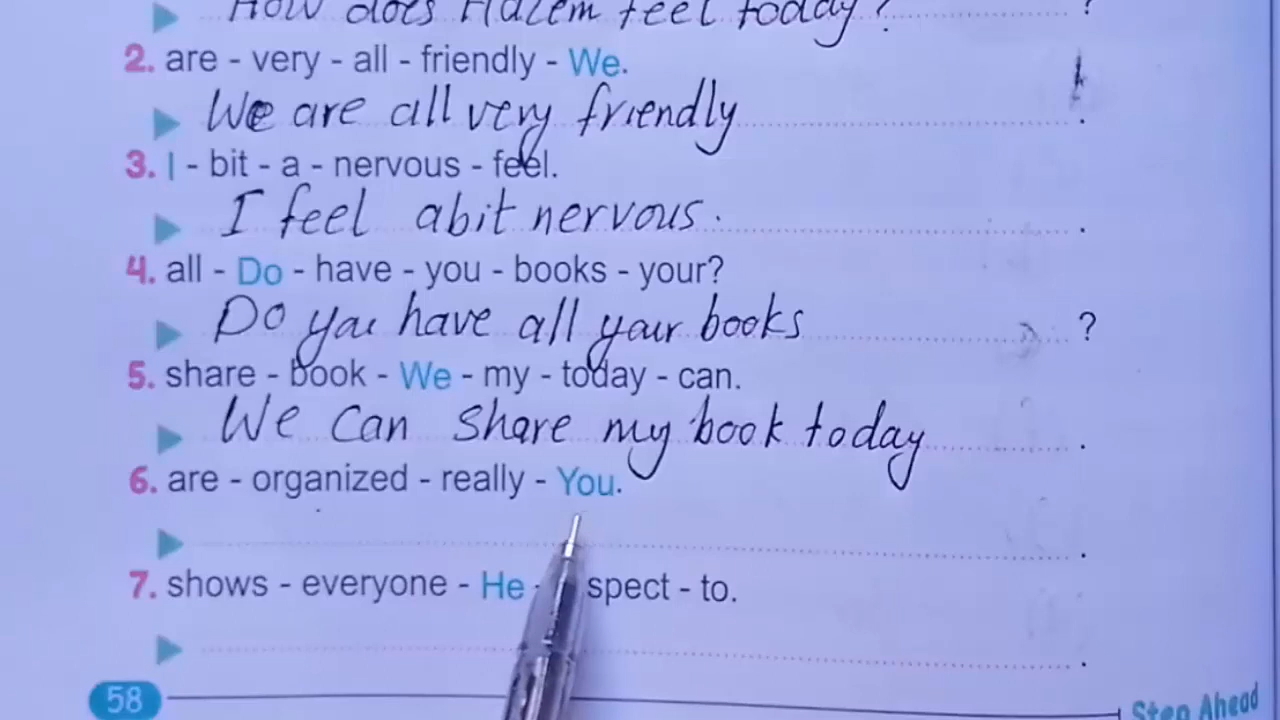 How does Hazem feel today? ?
2. are - very - all - friendly - We.
We are all very friendly .
3. I - bit - a - nervous - feel.
I feel abit nervous. .
4. all - Do - have - you - books - your?
Do you have all your books ?
5. share - book - We - my - today - can.
We Can share my book today .
6. are - organized - really - You.
.
7. shows - everyone - He - spect - to.
.
58
Step Ahead